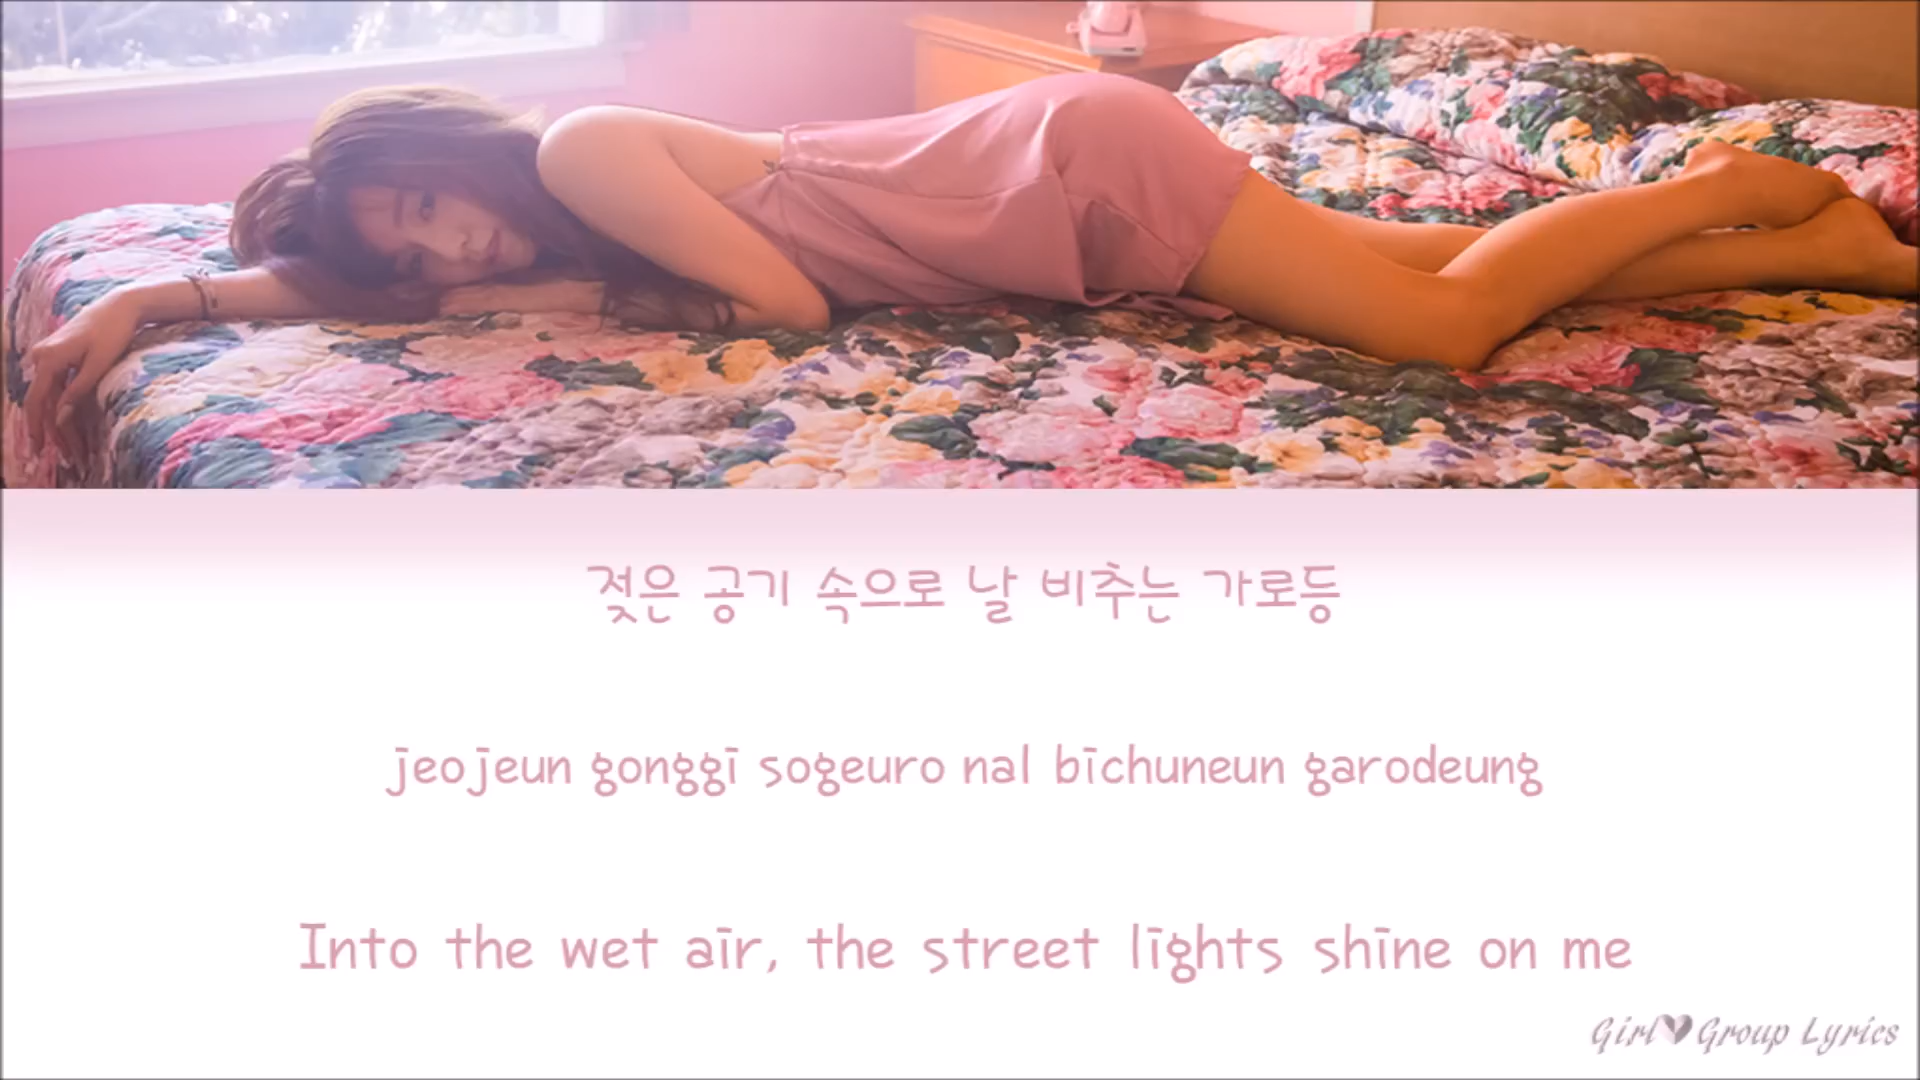 젖은 공기 속으로 날 비추는 가로등
jeojeun gonggi sogeuro nal bichuneun garodeung
Into the wet air, the street lights shine on me
Girl Group Lyrics